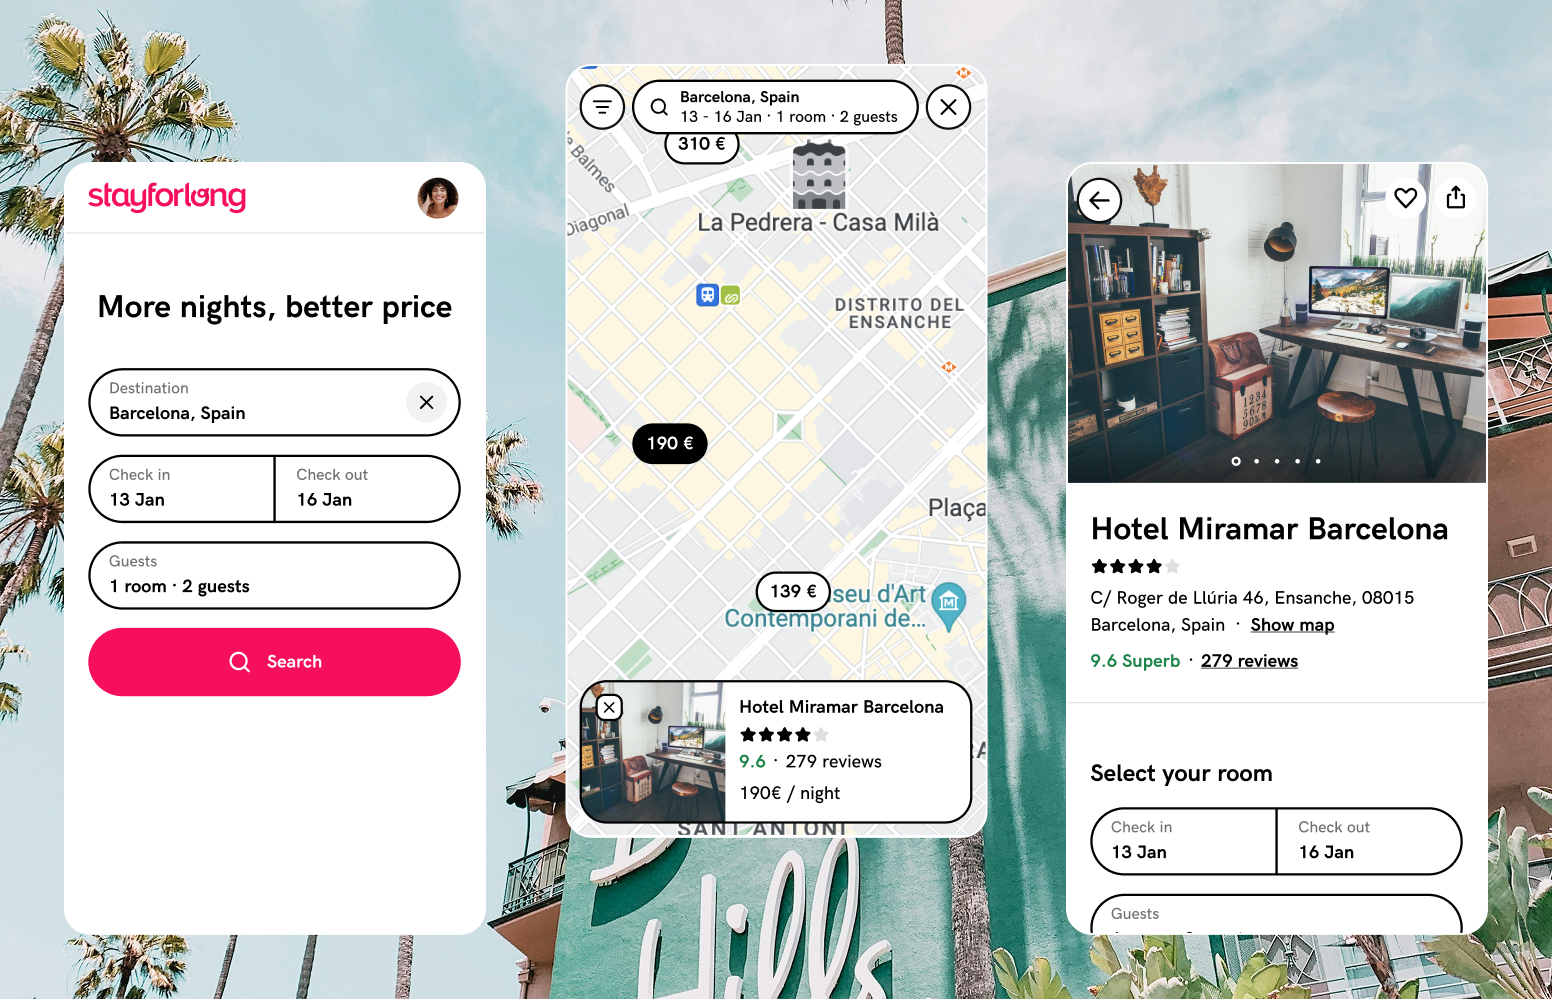 stayforlong
More nights, better price
Destination
Barcelona, Spain
Check in
13 Jan
Check out
16 Jan
Guests
1 room · 2 guests
Search
Barcelona, Spain
13 - 16 Jan · 1 room · 2 guests
310 €
Balmes
Diagonal
La Pedrera - Casa Milà
DISTRITO DEL
ENSANCHE
190 €
Plaça
139 €
seu d'Art
Contemporani de...
Hotel Miramar Barcelona
9.6 · 279 reviews
190€ / night
SANT ANTONI
Hotel Miramar Barcelona
C/ Roger de Llúria 46, Ensanche, 08015
Barcelona, Spain · Show map
9.6 Superb · 279 reviews
Select your room
Check in
13 Jan
Check out
16 Jan
Guests
1234
5678
90
Hills